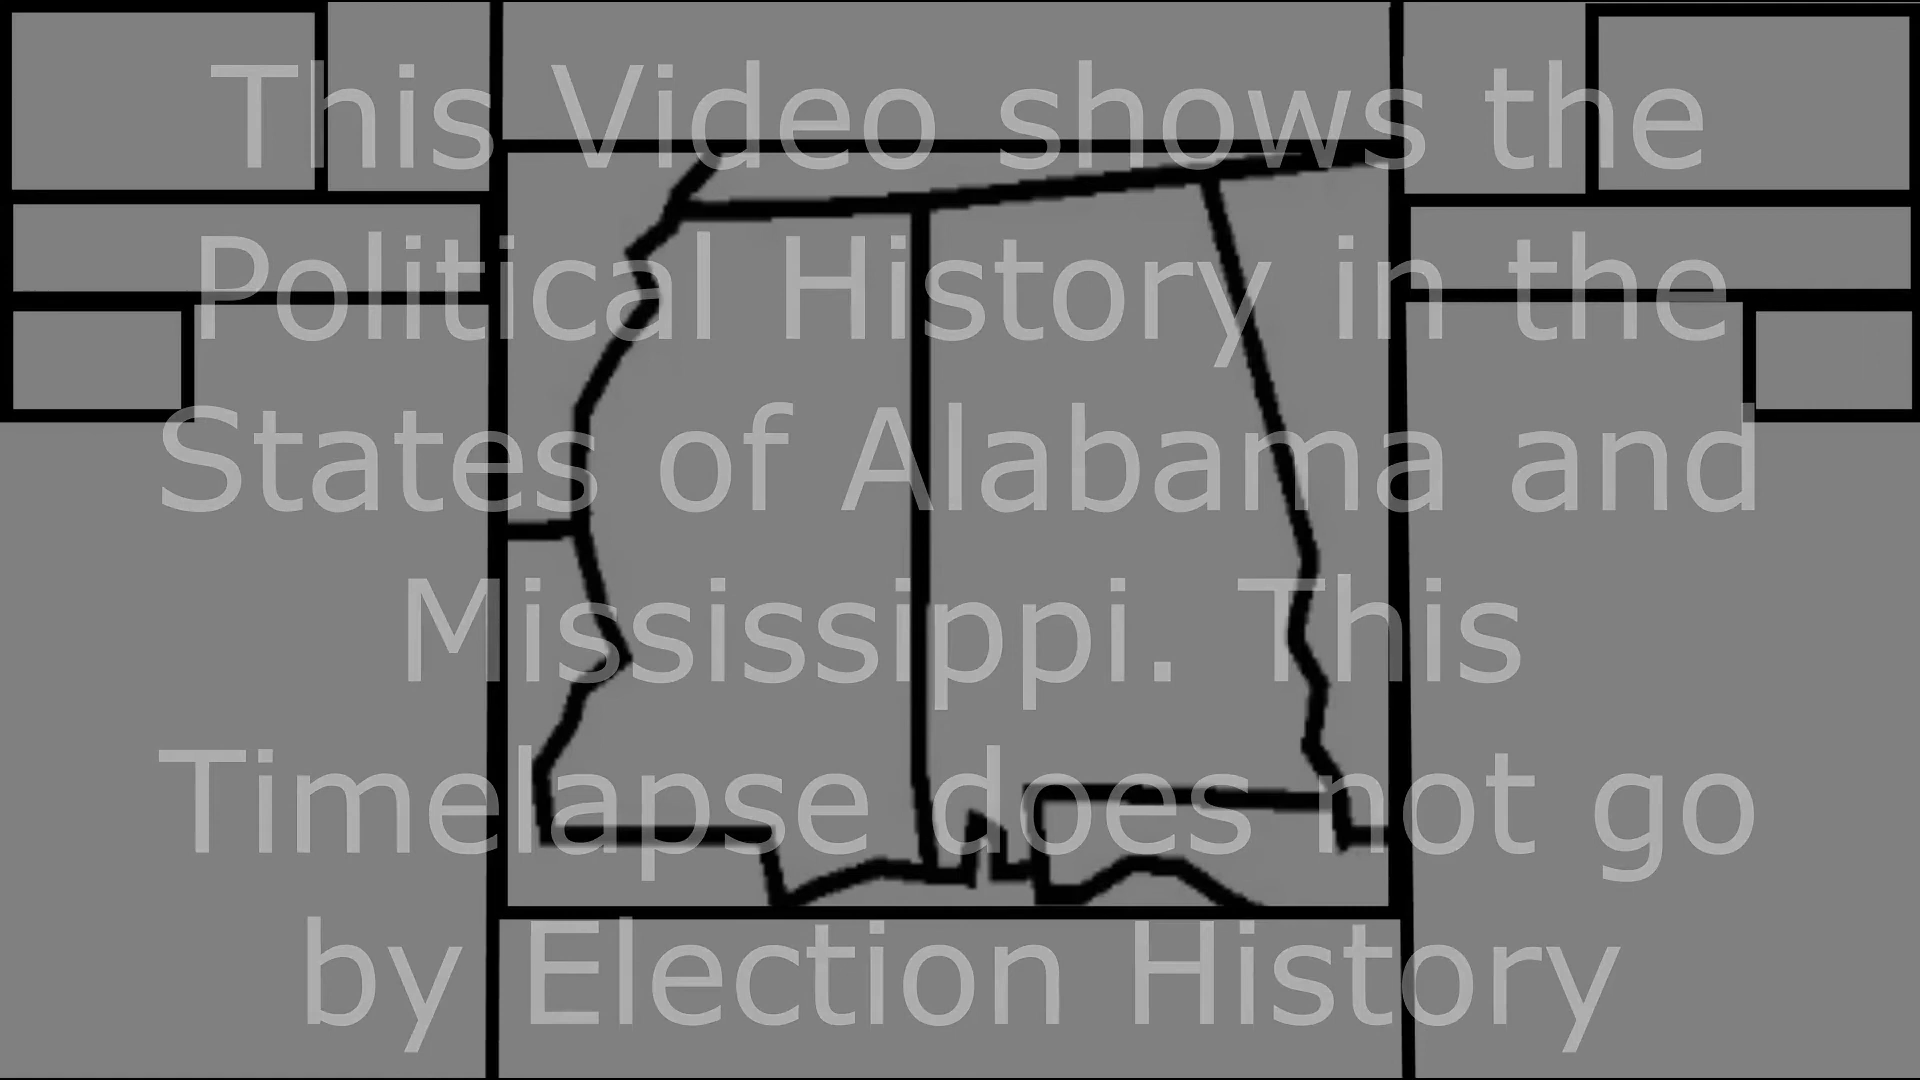 This Video shows the
Political History in the
States of Alabama and
Mississippi. This
Timelapse does not go
by Election History